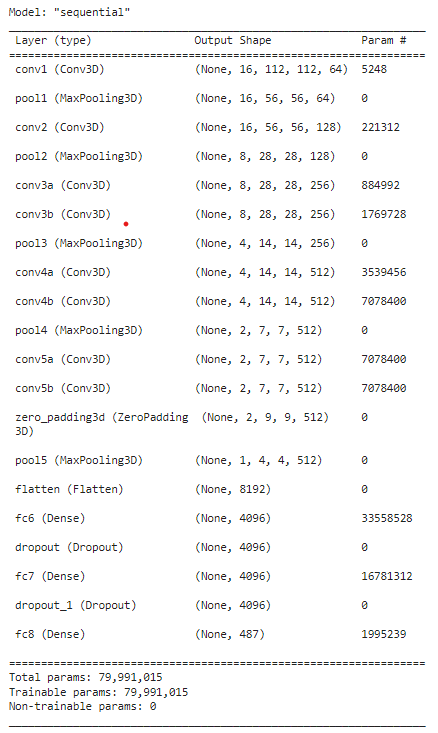 Model: "sequential"
Layer (type) Output Shape Param #
conv1 (Conv3D) (None, 16, 112, 112, 64) 5248
pool1 (MaxPooling3D) (None, 16, 56, 56, 64) 0
conv2 (Conv3D) (None, 16, 56, 56, 128) 221312
pool2 (MaxPooling3D) (None, 8, 28, 28, 128) 0
conv3a (Conv3D) (None, 8, 28, 28, 256) 884992
conv3b (Conv3D) (None, 8, 28, 28, 256) 1769728
pool3 (MaxPooling3D) (None, 4, 14, 14, 256) 0
conv4a (Conv3D) (None, 4, 14, 14, 512) 3539456
conv4b (Conv3D) (None, 4, 14, 14, 512) 7078400
pool4 (MaxPooling3D) (None, 2, 7, 7, 512) 0
conv5a (Conv3D) (None, 2, 7, 7, 512) 7078400
conv5b (Conv3D) (None, 2, 7, 7, 512) 7078400
zero_padding3d (ZeroPadding (None, 2, 9, 9, 512) 0
3D)
pool5 (MaxPooling3D) (None, 1, 4, 4, 512) 0
flatten (Flatten) (None, 8192) 0
fc6 (Dense) (None, 4096) 33558528
dropout (Dropout) (None, 4096) 0
fc7 (Dense) (None, 4096) 16781312
dropout_1 (Dropout) (None, 4096) 0
fc8 (Dense) (None, 487) 1995239
Total params: 79,991,015
Trainable params: 79,991,015
Non-trainable params: 0